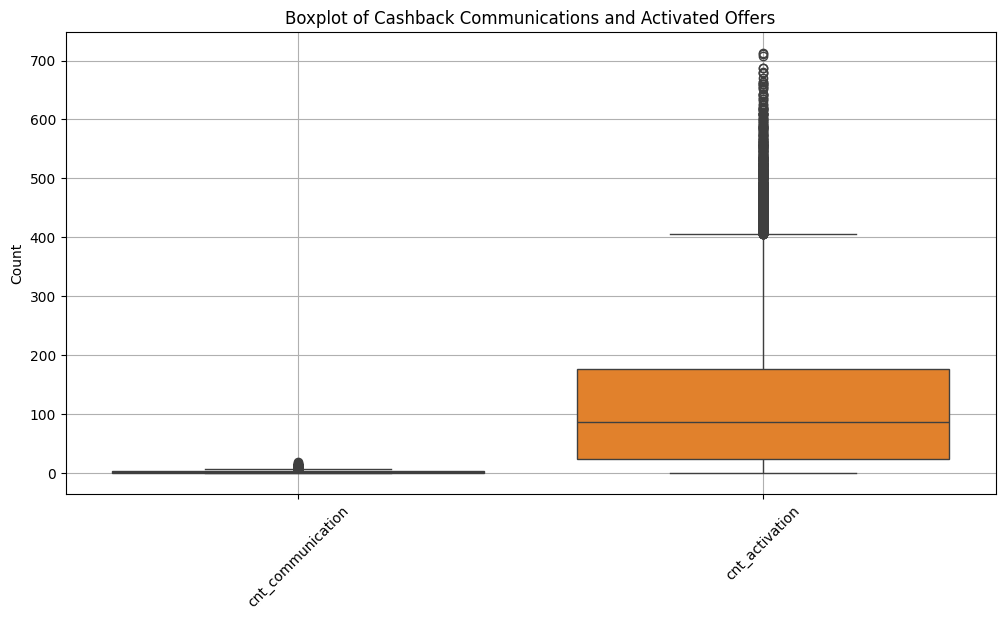 Boxplot of Cashback Communications and Activated Offers
Count
700
600
500
400
300
200
100
0
cnt_communication
cnt_activation